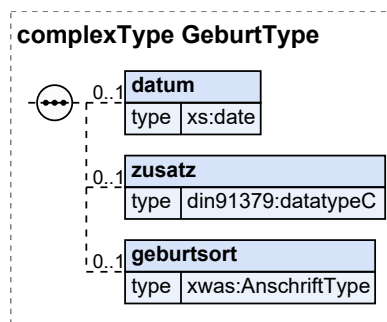 complexType GeburtType
0..1 datum
type xs:date
0..1 zusatz
type din91379:datatypeC
0..1 geburtsort
type xwas:AnschriftType